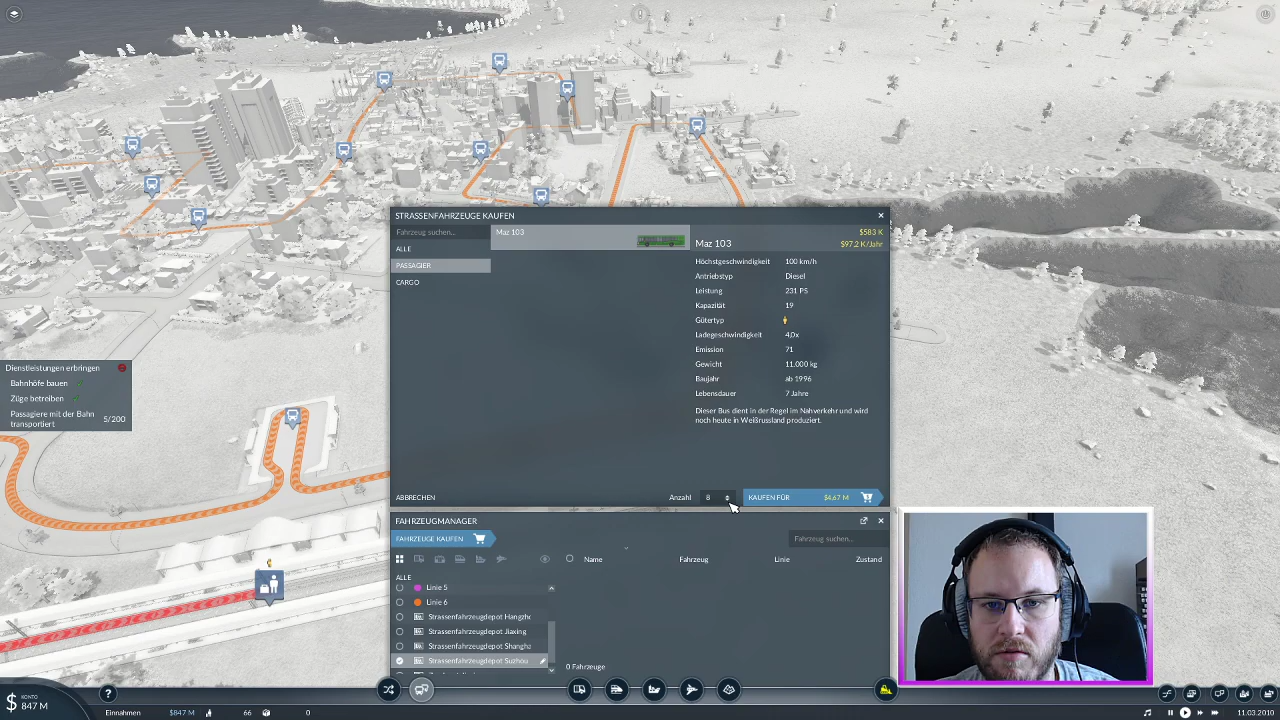 STRASSENFAHRZEUGE KAUFEN
Fahrzeug suchen...
ALLE
PASSAGIER
CARGO
Maz 103
Maz 103
$583 K
$97,2 K/Jahr
Höchstgeschwindigkeit 100 km/h
Antriebstyp Diesel
Leistung 231 PS
Kapazität 19
Gütertyp
Ladegeschwindigkeit 4,0x
Emission 71
Gewicht 11.000 kg
Baujahr ab 1996
Lebensdauer 7 Jahre
Dieser Bus dient in der Regel im Nahverkehr und wird
noch heute in Weißrussland produziert.
ABBRECHEN
Anzahl 8
KAUFEN FÜR $4,67 M
Dienstleistungen erbringen
Bahnhöfe bauen
Züge betreiben
Passagiere mit der Bahn
transportiert 5/200
FAHRZEUGMANAGER
FAHRZEUGE KAUFEN
Fahrzeug suchen...
Name Fahrzeug Linie Zustand
ALLE
Linie 5
Linie 6
Strassenfahrzeugdepot Hangzho
Strassenfahrzeugdepot Jiaxing
Strassenfahrzeugdepot Shangha
Strassenfahrzeugdepot Suzhou
0 Fahrzeuge
$ KONTO
847 M
?
Einnahmen $847 M 66 0
11.03.2010